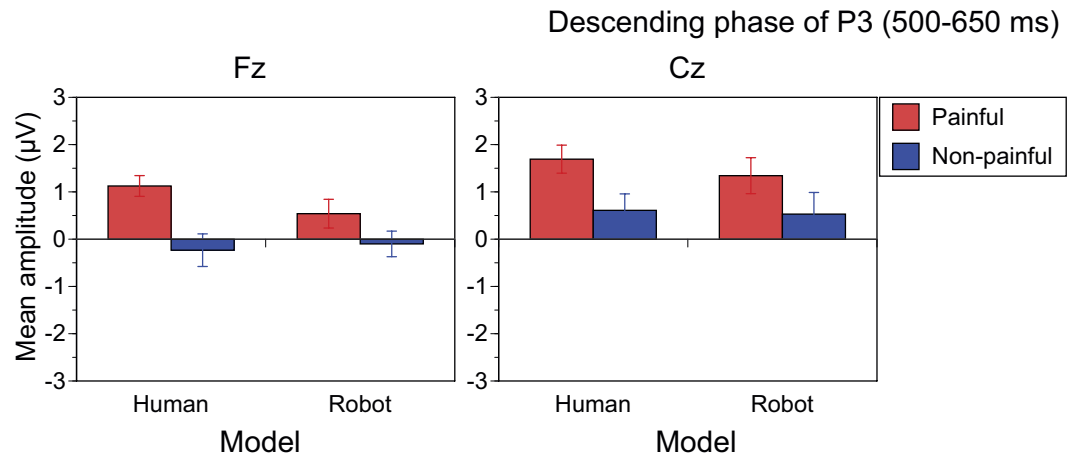 Descending phase of P3 (500-650 ms)
Fz
Cz
Mean amplitude (µV)
3
2
1
0
-1
-2
-3
Human
Robot
Model
3
2
1
0
-1
-2
-3
Human
Robot
Model
Painful
Non-painful